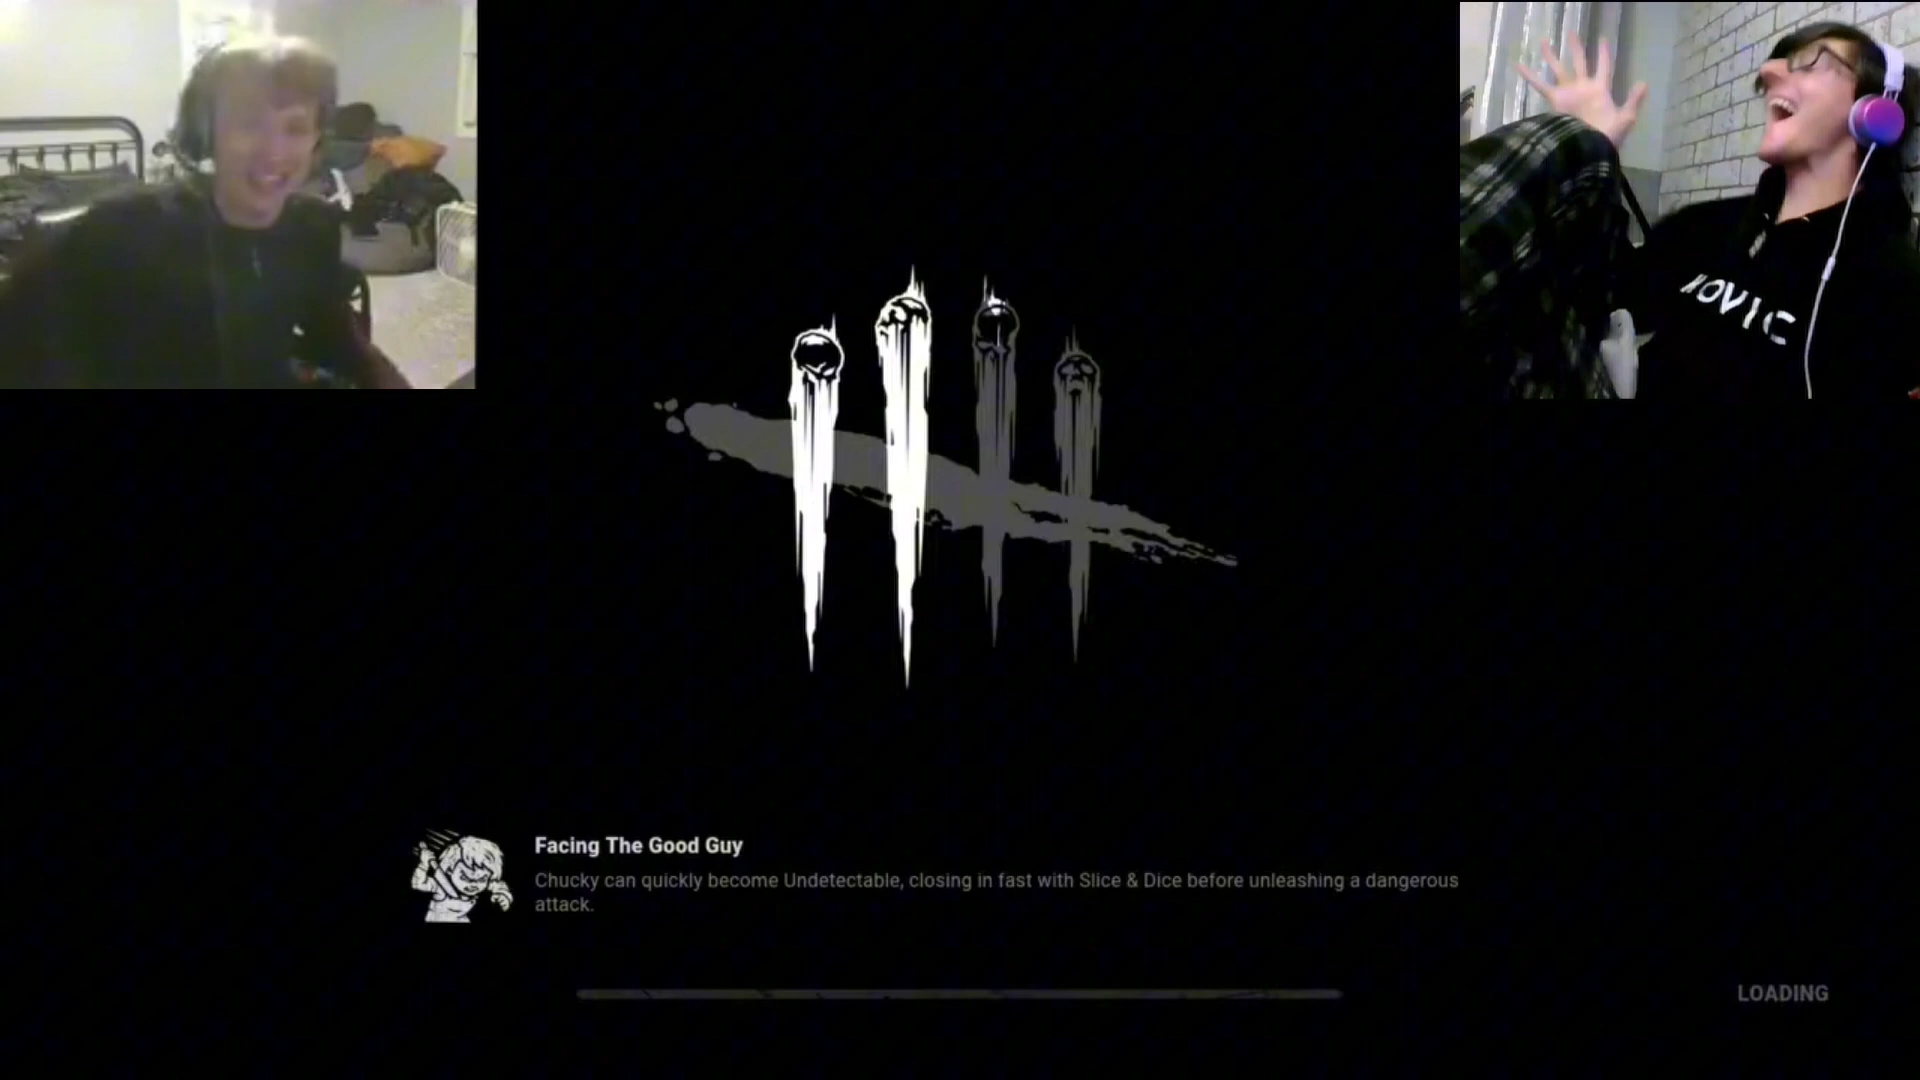 HOVIC
Facing The Good Guy
Chucky can quickly become Undetectable, closing in fast with Slice & Dice before unleashing a dangerous
attack.
LOADING